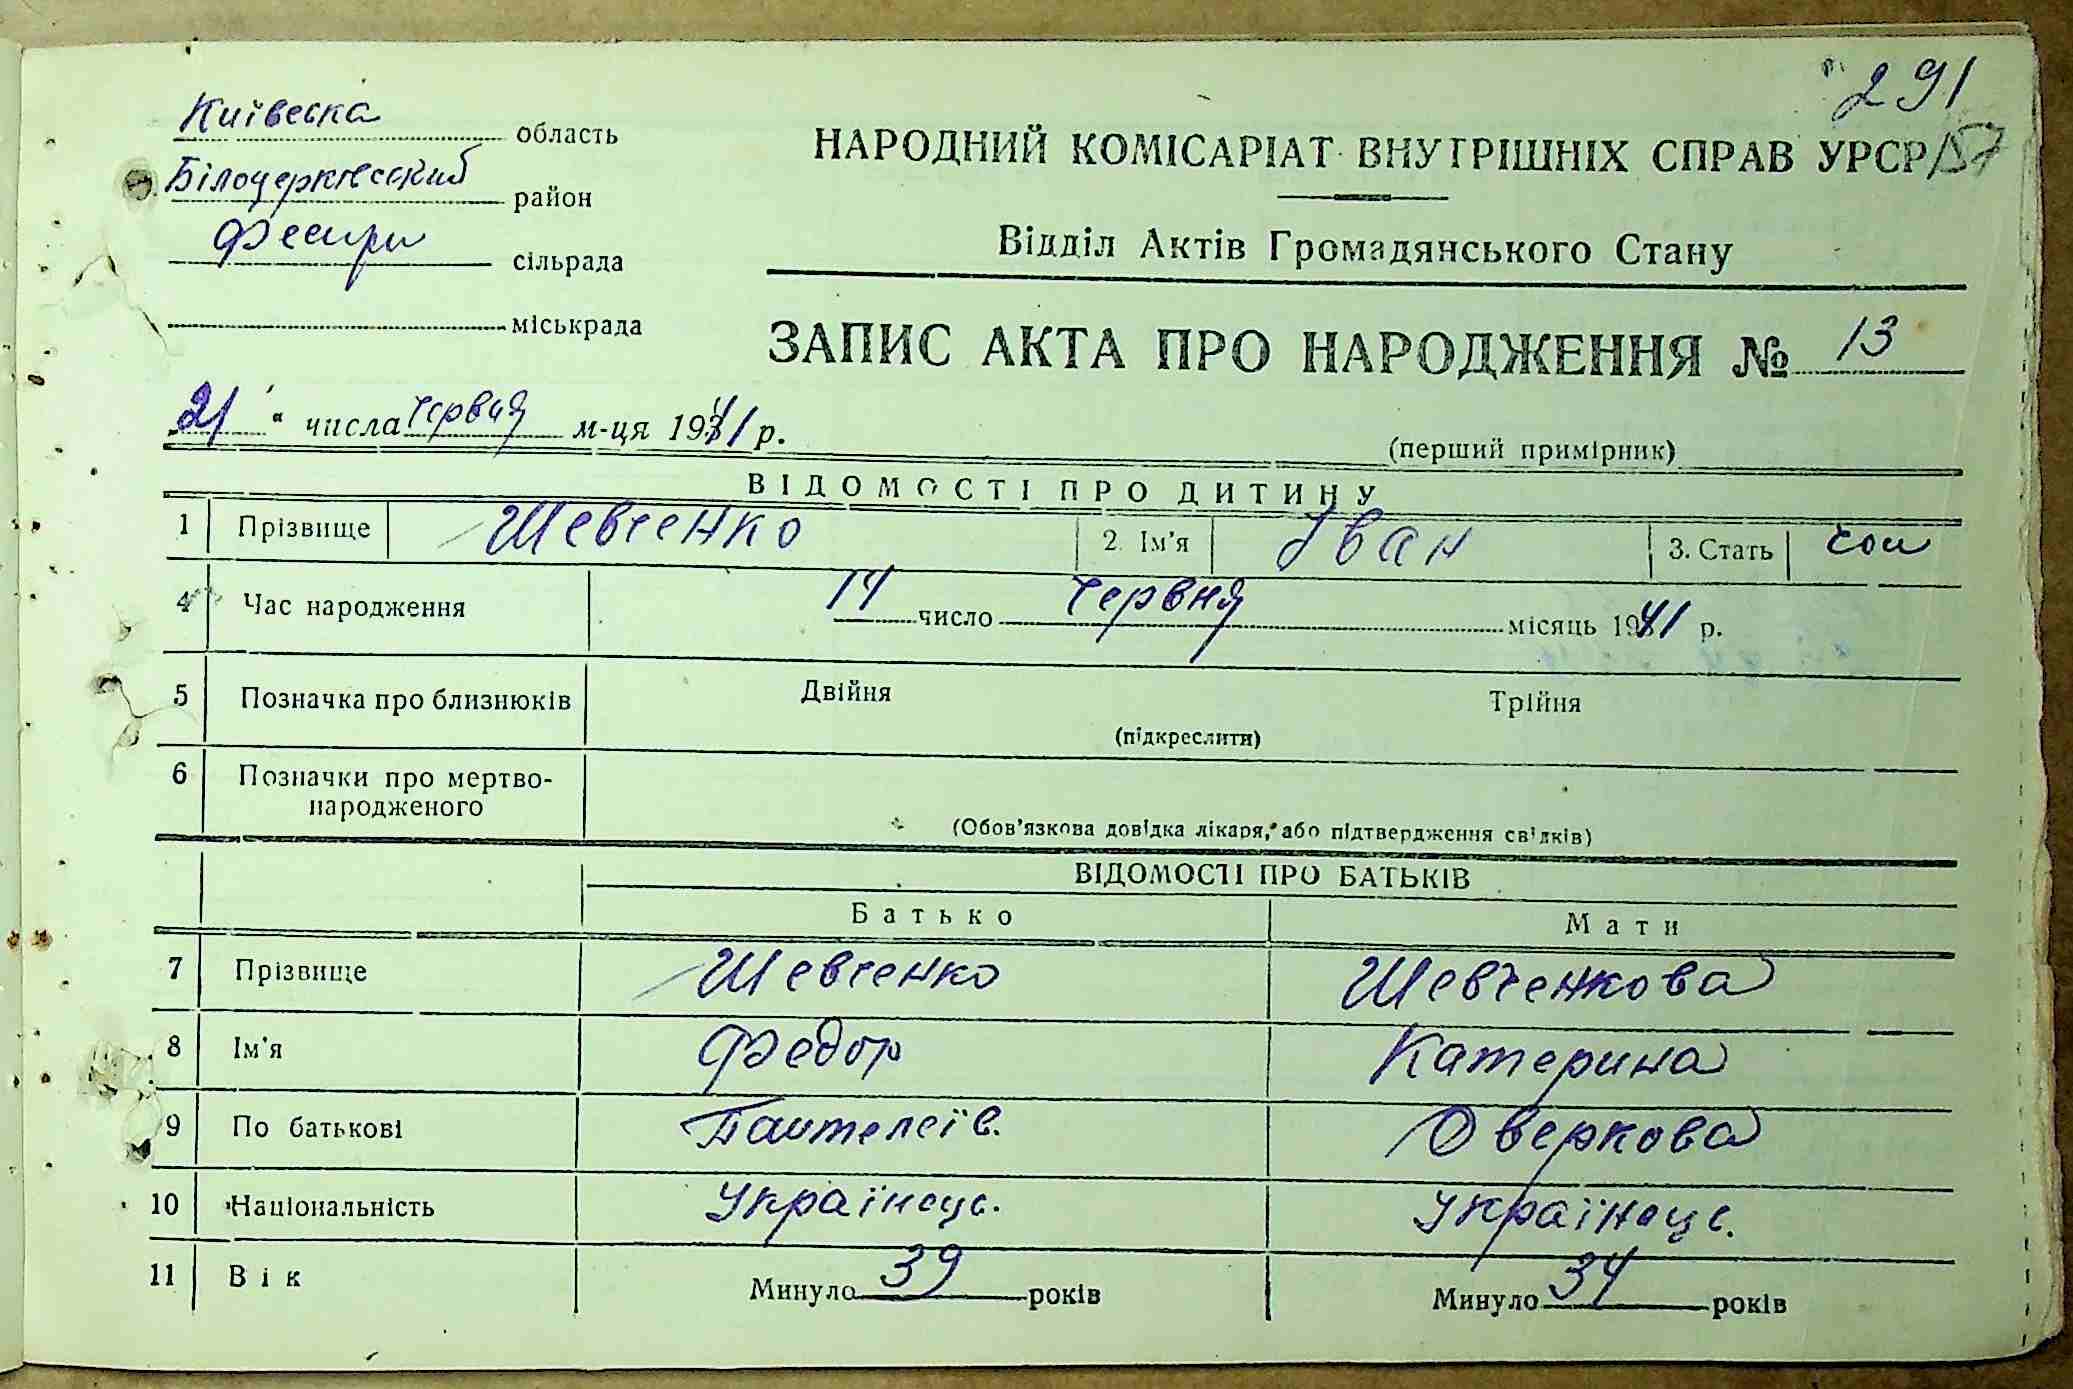 291
157
Київська область
Білоцерківський район
Фесири сільрада
міськрада
НАРОДНИЙ КОМІСАРІАТ ВНУТРІШНІХ СПРАВ УРСР
Відділ Актів Громадянського Стану
ЗАПИС АКТА ПРО НАРОДЖЕННЯ № 13
"21" числа червня м-ця 1941 р.
(перший примірник)
ВІДОМОСТІ ПРО ДИТИНУ
1 Прізвище Шевченко 2. Ім'я Іван 3. Стать
4 Час народження 14 число червня місяць 1941 р.
5 Позначка про близнюків Двійня Трійня
(підкреслити)
6 Позначки про мертво-
народженого
(Обов'язкова довідка лікаря, або підтвердження свідків)
ВІДОМОСТІ ПРО БАТЬКІВ
Батько Мати
7 Прізвище Шевченко Шевченкова
8 Ім'я Федор Катерина
9 По батькові Пантелеїв. Оверкова
10 Національність Українець. Українець.
11 Вік Минуло 39 років Минуло 34 років